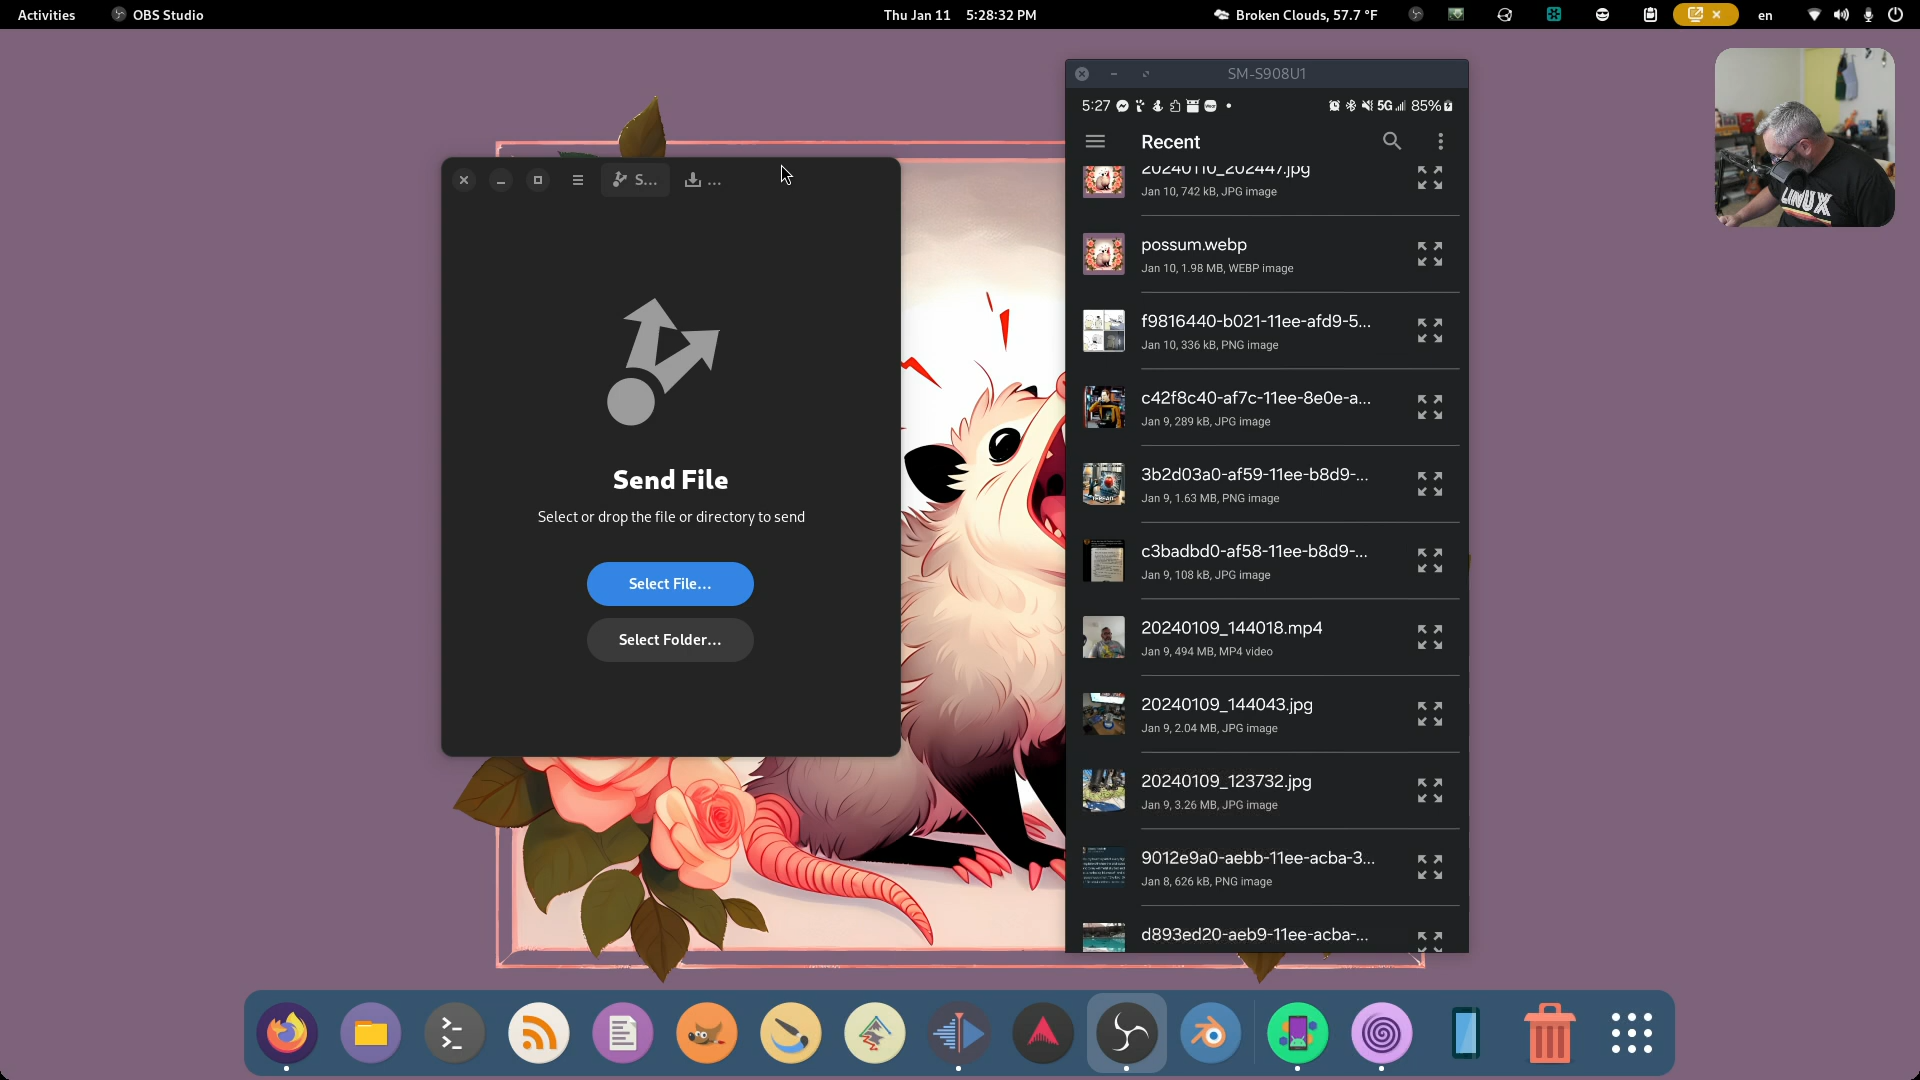 Activities
OBS Studio
Thu Jan 11 5:28:32 PM
Broken Clouds, 57.7 °F
en
SM-S908U1
5:27
5G
85%
Recent
20240110_202447.jpg
Jan 10, 742 kB, JPG image
possum.webp
Jan 10, 1.98 MB, WEBP image
f9816440-b021-11ee-afd9-5...
Jan 10, 336 kB, PNG image
c42f8c40-af7c-11ee-8e0e-a...
Jan 9, 289 kB, JPG image
3b2d03a0-af59-11ee-b8d9-...
Jan 9, 1.63 MB, PNG image
c3badbd0-af58-11ee-b8d9-...
Jan 9, 108 kB, JPG image
20240109_144018.mp4
Jan 9, 494 MB, MP4 video
20240109_144043.jpg
Jan 9, 2.04 MB, JPG image
20240109_123732.jpg
Jan 9, 3.26 MB, JPG image
9012e9a0-aebb-11ee-acba-3...
Jan 8, 626 kB, PNG image
d893ed20-aeb9-11ee-acba-...
S...
...
Send File
Select or drop the file or directory to send
Select File...
Select Folder...
LINUX